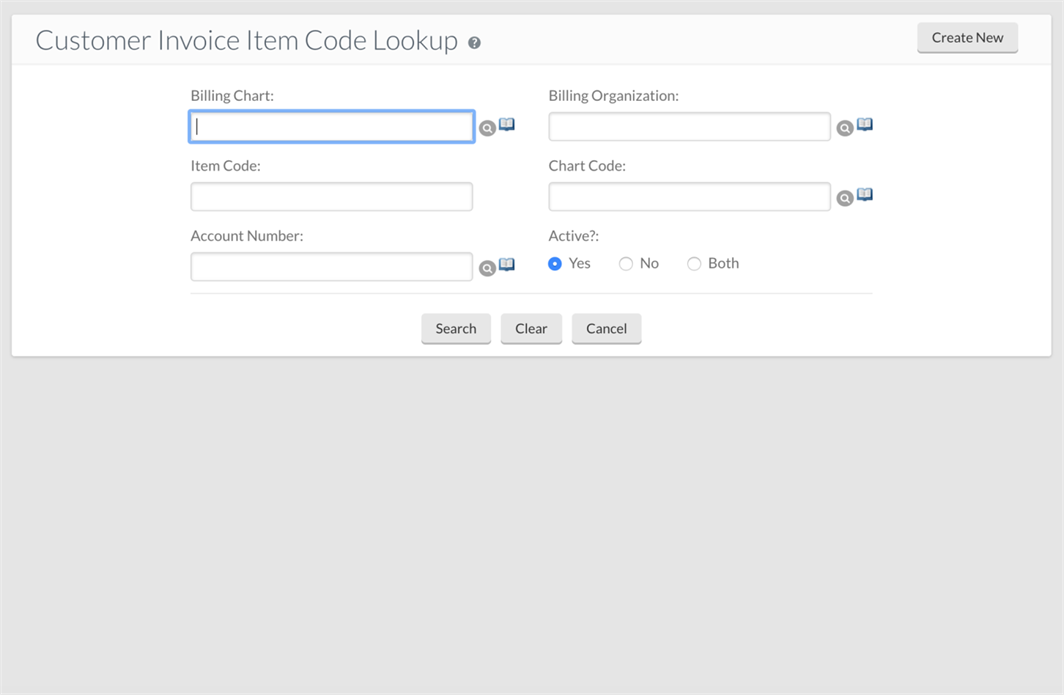 Customer Invoice Item Code Lookup
Create New
Billing Chart:
Billing Organization:
Item Code:
Chart Code:
Account Number:
Active?:
Yes No Both
Search Clear Cancel